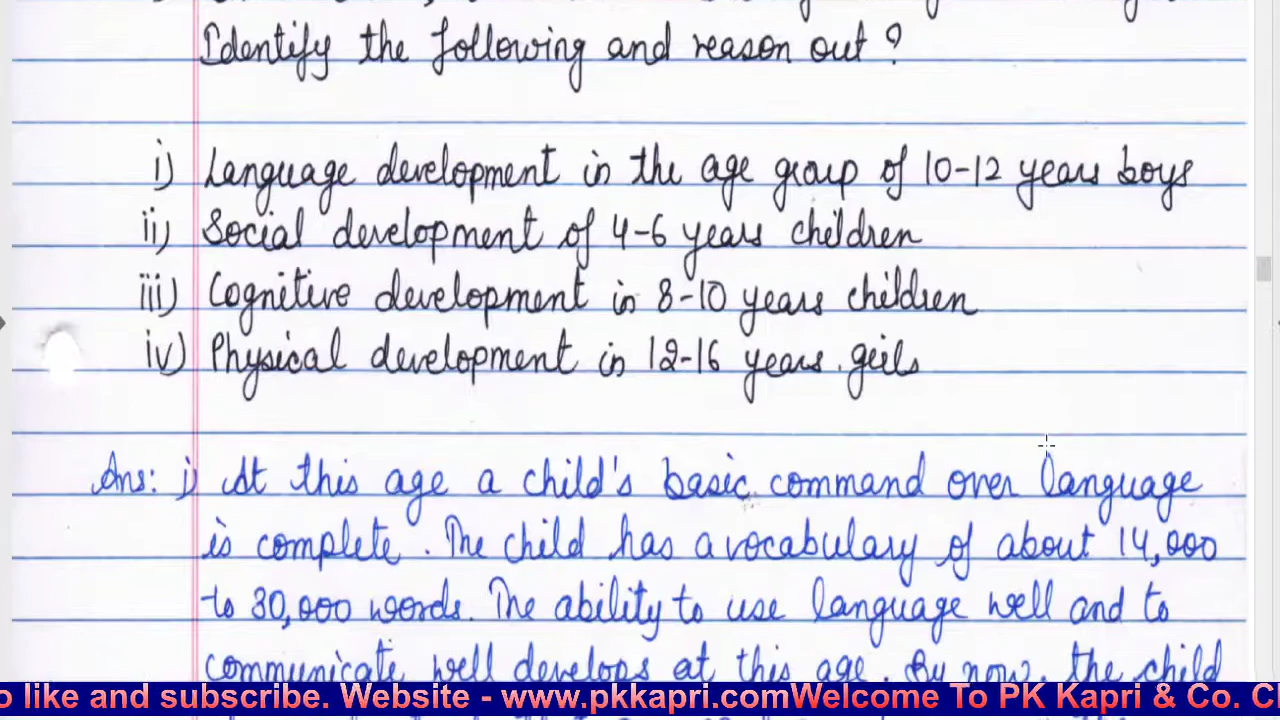 Identify the following and reason out?
i) Language development in the age group of 10-12 years boys
ii) Social development of 4-6 years children
iii) Cognitive development in 8-10 years children
iv) Physical development in 12-16 years girls
Ans: i) At this age a child's basic command over language
is complete. The child has a vocabulary of about 14,000
to 30,000 words. The ability to use language well and to
communicate well develops at this age. By now, the child
o like and subscribe. Website - www.pkkapri.comWelcome To PK Kapri & Co. C